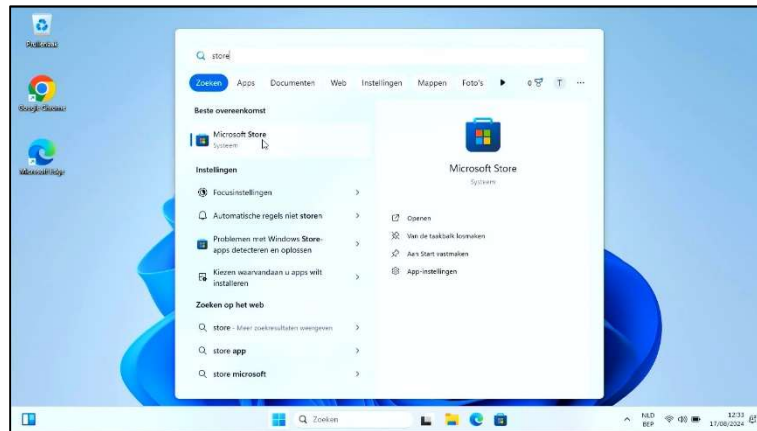 store
Zoeken Apps Documenten Web Instellingen Mappen Foto's 0 T ...
Beste overeenkomst
Microsoft Store
Systeem
Microsoft Store
Systeem
Instellingen
Focusinstellingen
Automatische regels niet storen
Problemen met Windows Store-
apps detecteren en oplossen
Kiezen waarvandaan u apps wilt
installeren
Openen
Van de taakbalk losmaken
Aan Start vastmaken
App-instellingen
Zoeken op het web
store - Meer zoekresultaten weergeven
store app
store microsoft
Prullenbak
Google Chrome
Microsoft Edge
Zoeken
NLD
BEP
12:33
17/08/2024